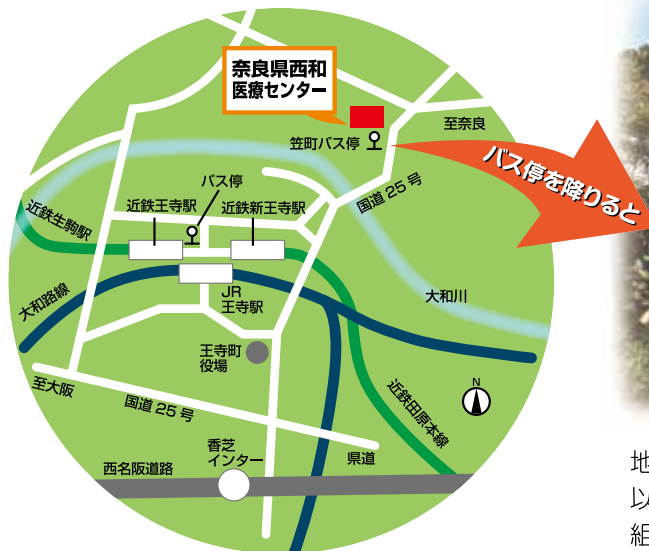 奈良県西和
医療センター
至奈良
笠町バス停
バス停を降りると
バス停
国道25号
近鉄王寺駅
近鉄新王寺駅
近鉄生駒駅
大和路線
JR
王寺駅
大和川
王寺町
役場
N
至大阪
国道25号
近鉄田原本線
香芝
インター
県道
西名阪道路
地
以
組